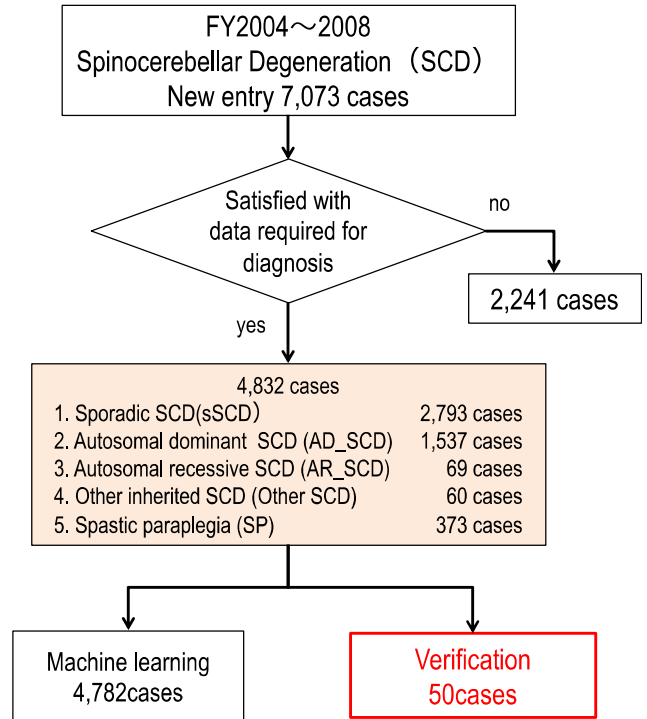 FY2004～2008
Spinocerebellar Degeneration（SCD）
New entry 7,073 cases
Satisfied with
data required for
diagnosis
no
2,241 cases
yes
4,832 cases
1. Sporadic SCD(sSCD） 2,793 cases
2. Autosomal dominant SCD (AD_SCD) 1,537 cases
3. Autosomal recessive SCD (AR_SCD) 69 cases
4. Other inherited SCD (Other SCD) 60 cases
5. Spastic paraplegia (SP) 373 cases
Machine learning
4,782cases
Verification
50cases